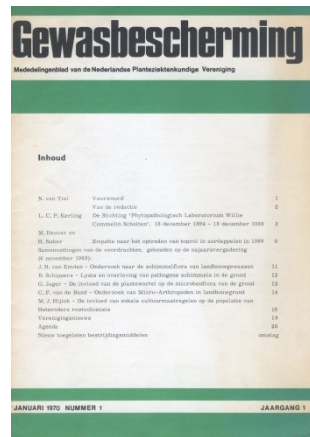 Gewasbescherming
Mededelingenblad van de Nederlandse Planteziektenkundige Vereniging
Inhoud
N. van Tiel Voorwoord 1
Van de redactie 2
L. C. P. Kerling De Stichting 'Phytopathologisch Laboratorium Willie
Commelin Scholten', 18 december 1894 - 18 december 1969 3
M. Heuver en
Enquête naar het optreden van toprol in aardappelen in 1969 6
Samenvattingen van de voordrachten, gehouden op de najaarsvergadering
(6 november 1969):
J. H. van Emden - Onderzoek naar de schimmelflora van landbouwgewassen 11
B. Schippers - Lysis en overleving van pathogene schimmels in de grond 12
G. Jager - De invloed van de plantewortel op de microbenflora van de grond 13
C. F. van de Bund - Onderzoek van Micro-Arthropoden in landbouwgrond 14
M. J. Hijink - De invloed van enkele cultuurmaatregelen op de populatie van
Heterodera rostochiensis 16
Verenigingsnieuws 19
Agenda 20
Nieuw toegelaten bestrijdingsmiddelen omslag
JANUARI 1970 NUMMER 1 JAARGANG 1